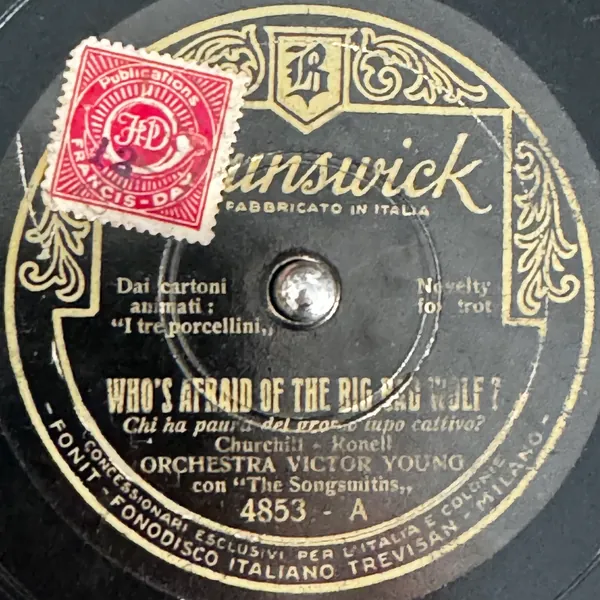 Publications
FD
12
FRANCIS-DAY
B
Brunswick
FABBRICATO IN ITALIA
Dai cartoni
animati :
"I tre porcellini„
Novelty
fox trot
WHO'S AFRAID OF THE BIG BAD WOLF ?
Chi ha paura del grosso lupo cattivo?
Churchill - Ronell
ORCHESTRA VICTOR YOUNG
con "The Songsmiths„
4853 - A
CONCESSIONARI ESCLUSIVI PER L'ITALIA E COLONIE
- FONIT - FONODISCO ITALIANO TREVISAN - MILANO -